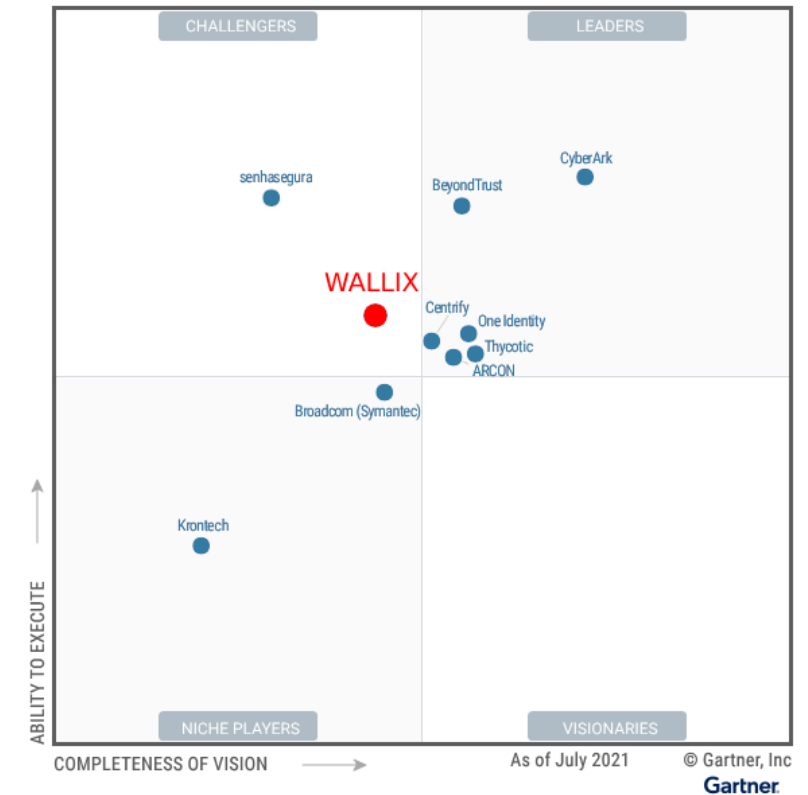 CHALLENGERS
LEADERS
CyberArk
senhasegura
BeyondTrust
WALLIX
Centrify
One Identity
Thycotic
ARCON
Broadcom (Symantec)
Krontech
ABILITY TO EXECUTE
NICHE PLAYERS
VISIONARIES
COMPLETENESS OF VISION
As of July 2021
© Gartner, Inc
Gartner